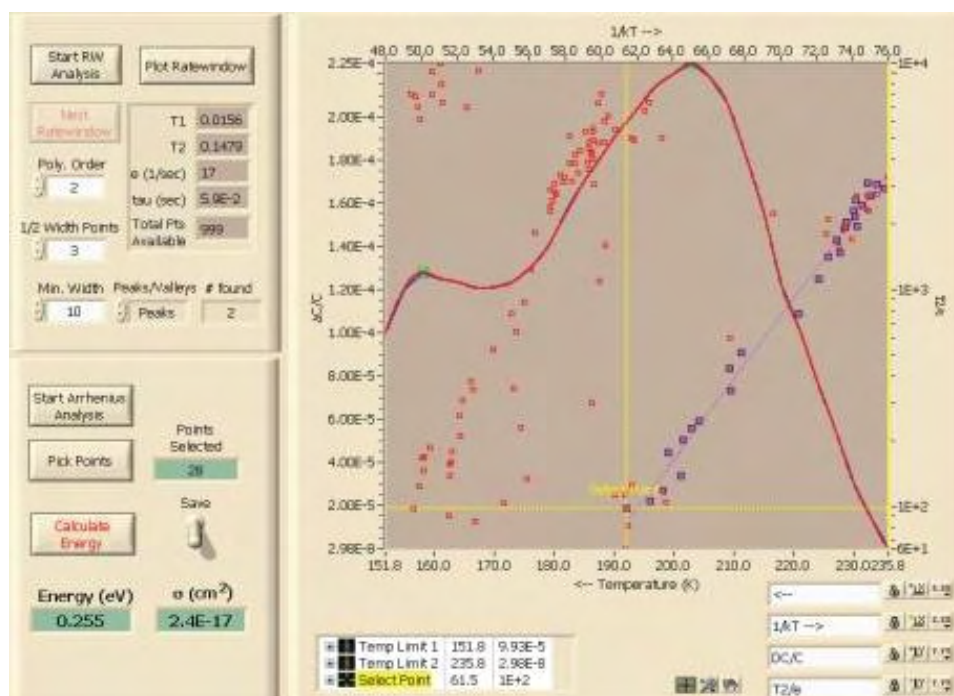 Start RW
Analysis
Plot Ratewindow
Next
Ratewindow
Poly. Order
2
1/2 Width Points
3
Min. Width
10
Peaks/Valleys
Peaks
# found
2
T1 0.0156
T2 0.1479
e (1/sec) 17
tau (sec) 5.9E-2
Total Pts
Available 999
Start Arrhenius
Analysis
Pick Points
Points
Selected
28
Save
Calculate
Energy
Energy (eV)
0.255
σ (cm²)
2.4E-17
1/kT -->
48.0 50.0 52.0 54.0 56.0 58.0 60.0 62.0 64.0 66.0 68.0 70.0 72.0 74.0 76.0
2.25E-4
2.00E-4
1.80E-4
1.60E-4
1.40E-4
1.20E-4
1.00E-4
8.00E-5
6.00E-5
4.00E-5
2.00E-5
2.98E-8
1E+4
1E+3
1E+2
6E+1
T2/e
151.8 160.0 170.0 180.0 190.0 200.0 210.0 220.0 230.0 235.8
<-- Temperature (K)
Temp Limit 1 151.8 9.93E-5
Temp Limit 2 235.8 2.98E-8
Select Point 61.5 1E+2
<--
1/kT -->
DC/C
T2/e